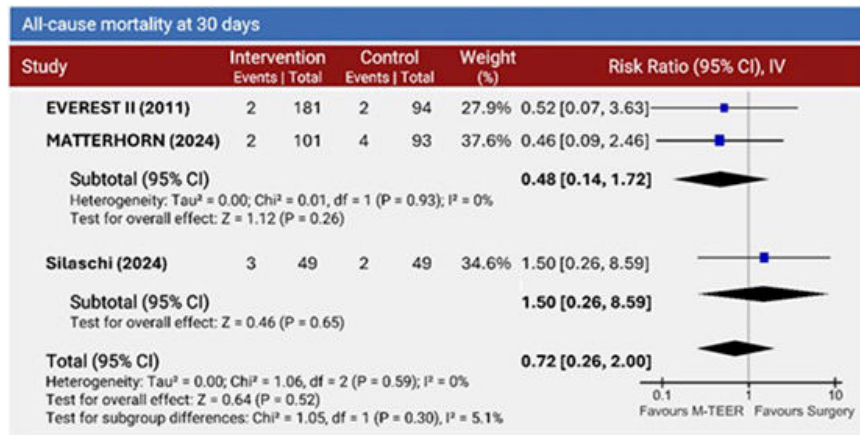 All-cause mortality at 30 days
Study Intervention Control Weight Risk Ratio (95% CI), IV
Events | Total Events | Total (%)
EVEREST II (2011) 2 181 2 94 27.9% 0.52 [0.07, 3.63]
MATTERHORN (2024) 2 101 4 93 37.6% 0.46 [0.09, 2.46]
Subtotal (95% CI) 0.48 [0.14, 1.72]
Heterogeneity: Tau² = 0.00; Chi² = 0.01, df = 1 (P = 0.93); I² = 0%
Test for overall effect: Z = 1.12 (P = 0.26)
Silaschi (2024) 3 49 2 49 34.6% 1.50 [0.26, 8.59]
Subtotal (95% CI) 1.50 [0.26, 8.59]
Test for overall effect: Z = 0.46 (P = 0.65)
Total (95% CI) 0.72 [0.26, 2.00]
Heterogeneity: Tau² = 0.00; Chi² = 1.06, df = 2 (P = 0.59); I² = 0%
Test for overall effect: Z = 0.64 (P = 0.52)
Test for subgroup differences: Chi² = 1.05, df = 1 (P = 0.30), I² = 5.1%
0.1 1 10
Favours M-TEER Favours Surgery